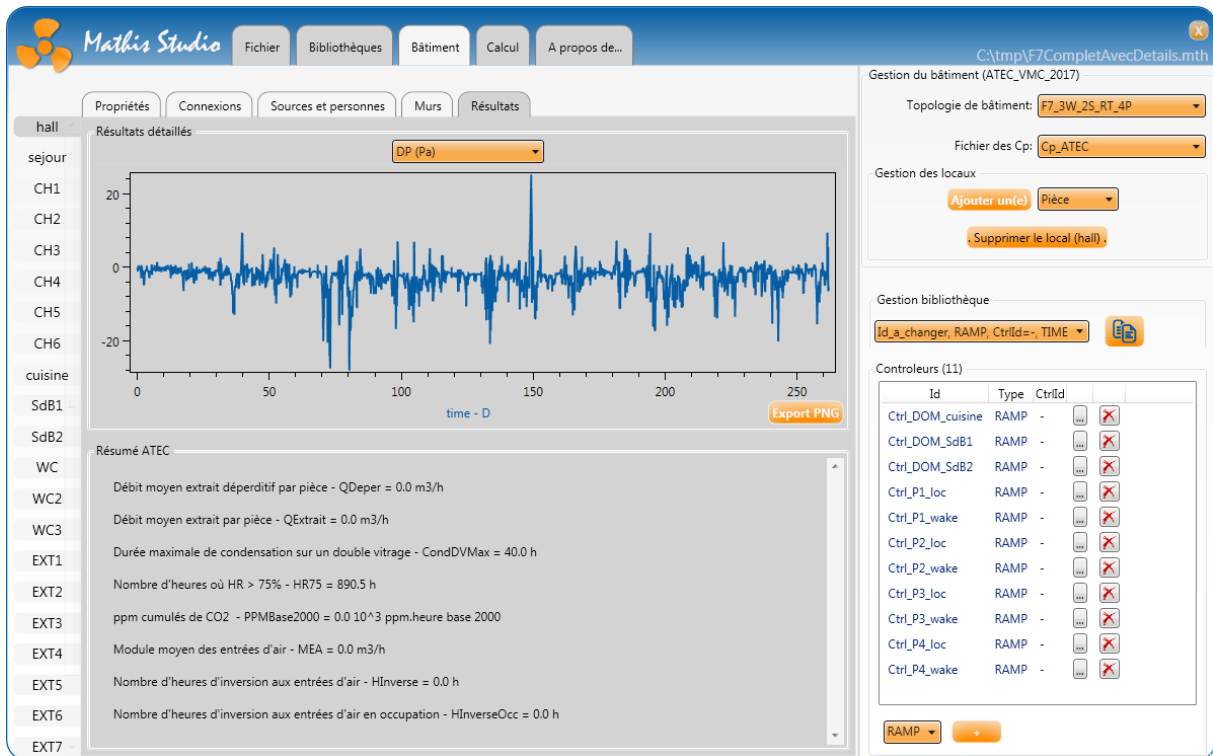 Mathis Studio
Fichier
Bibliothèques
Bâtiment
Calcul
A propos de...
X
C:\tmp\F7CompletAvecDetails.mth
Propriétés
Connexions
Sources et personnes
Murs
Résultats
hall
sejour
CH1
CH2
CH3
CH4
CH5
CH6
cuisine
SdB1
SdB2
WC
WC2
WC3
EXT1
EXT2
EXT3
EXT4
EXT5
EXT6
EXT7
Résultats détaillés
DP (Pa)
20
0
-20
0 50 100 150 200 250
time - D
Export PNG
Résumé ATEC
Débit moyen extrait déperditif par pièce - QDeper = 0.0 m3/h
Débit moyen extrait par pièce - QExtrait = 0.0 m3/h
Durée maximale de condensation sur un double vitrage - CondDVMax = 40.0 h
Nombre d'heures où HR > 75% - HR75 = 890.5 h
ppm cumulés de CO2 - PPMBase2000 = 0.0 10^3 ppm.heure base 2000
Module moyen des entrées d'air - MEA = 0.0 m3/h
Nombre d'heures d'inversion aux entrées d'air - HInverse = 0.0 h
Nombre d'heures d'inversion aux entrées d'air en occupation - HInverseOcc = 0.0 h
Gestion du bâtiment (ATEC_VMC_2017)
Topologie de bâtiment: F7_3W_2S_RT_4P
Fichier des Cp: Cp_ATEC
Gestion des locaux
Ajouter un(e) Pièce
. Supprimer le local (hall) .
Gestion bibliothèque
Id_a_changer, RAMP, CtrlId=-, TIME
Controleurs (11)
Id Type CtrlId
Ctrl_DOM_cuisine RAMP - ...
Ctrl_DOM_SdB1 RAMP - ...
Ctrl_DOM_SdB2 RAMP - ...
Ctrl_P1_loc RAMP - ...
Ctrl_P1_wake RAMP - ...
Ctrl_P2_loc RAMP - ...
Ctrl_P2_wake RAMP - ...
Ctrl_P3_loc RAMP - ...
Ctrl_P3_wake RAMP - ...
Ctrl_P4_loc RAMP - ...
Ctrl_P4_wake RAMP - ...
RAMP +